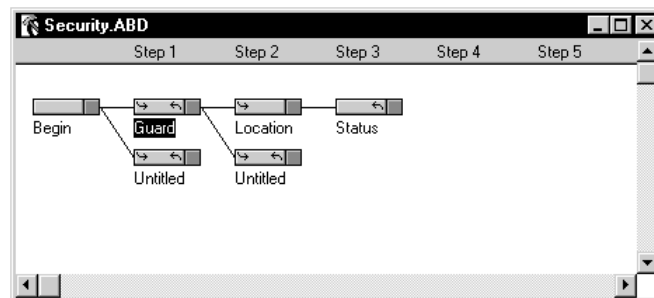 Security.ABD
Step 1 Step 2 Step 3 Step 4 Step 5
Begin Guard Location Status
Untitled Untitled